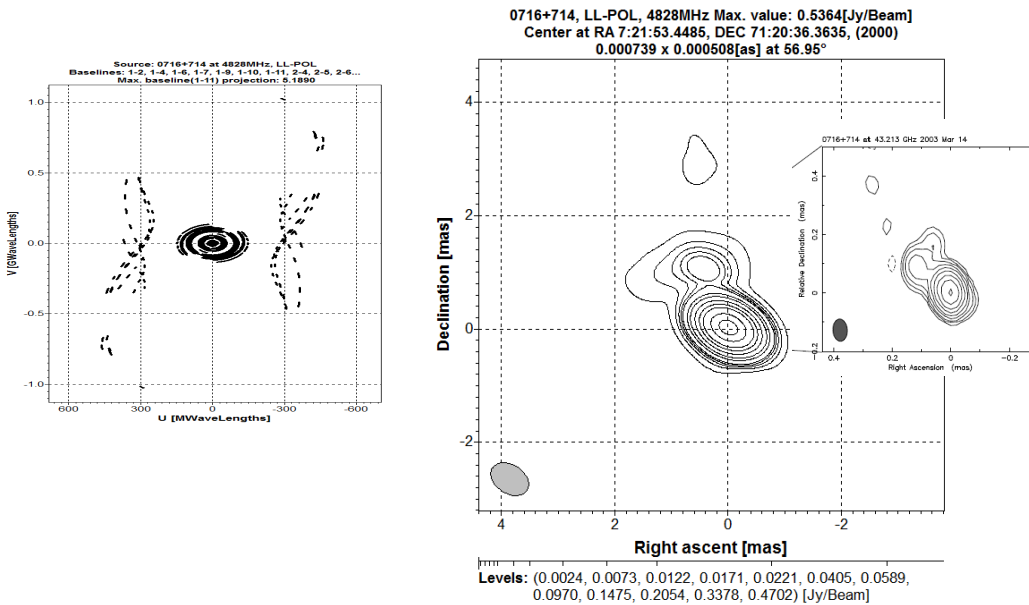 Source: 0716+714 at 4828MHz, LL-POL
Baselines: 1-2, 1-4, 1-6, 1-7, 1-9, 1-10, 1-11, 2-4, 2-5, 2-6...
Max. baseline(1-11) projection: 5.1890
1.0
0.5
0.0
-0.5
-1.0
V [GWaveLengths]
600 300 0 -300 -600
U [MWaveLengths]
0716+714, LL-POL, 4828MHz Max. value: 0.5364[Jy/Beam]
Center at RA 7:21:53.4485, DEC 71:20:36.3635, (2000)
0.000739 x 0.000508[as] at 56.95°
4
2
0
-2
Declination [mas]
4 2 0 -2
Right ascent [mas]
Levels: (0.0024, 0.0073, 0.0122, 0.0171, 0.0221, 0.0405, 0.0589,
0.0970, 0.1475, 0.2054, 0.3378, 0.4702) [Jy/Beam]
0716+714 at 43.213 GHz 2003 Mar 14
0.4
0.2
0
-0.2
Relative Declination (mas)
0.4 0.2 0 -0.2
Right Ascension (mas)